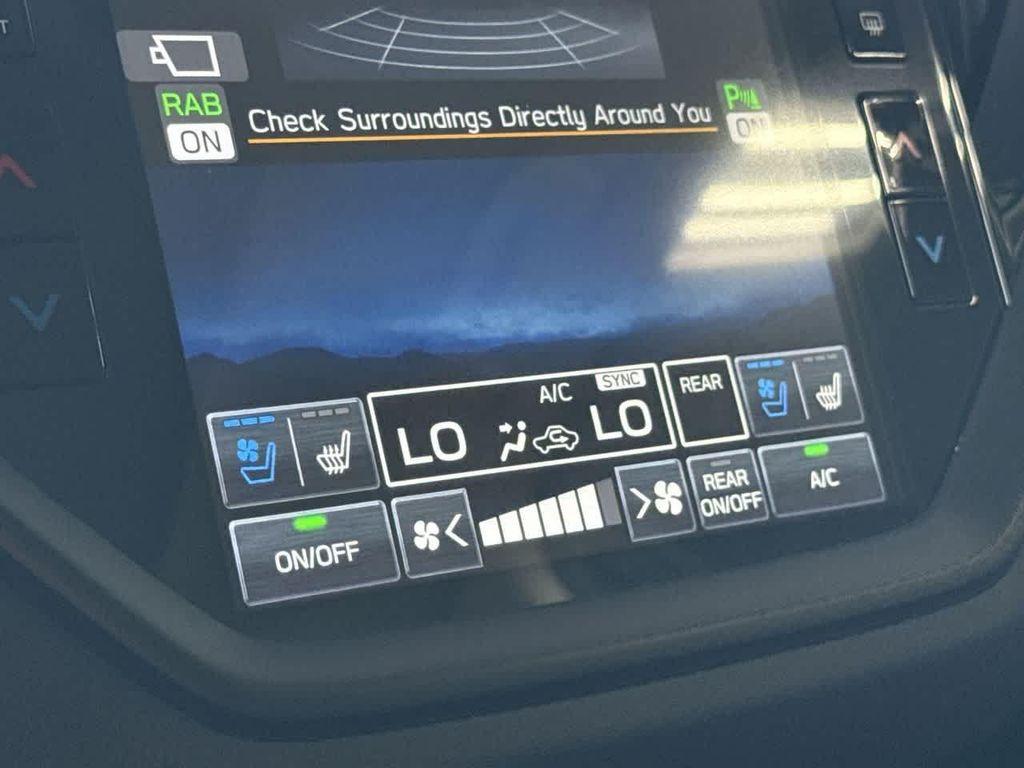 RAB
ON
Check Surroundings Directly Around You
P
ON
A/C
SYNC
REAR
LO
LO
ON/OFF
REAR
ON/OFF
A/C